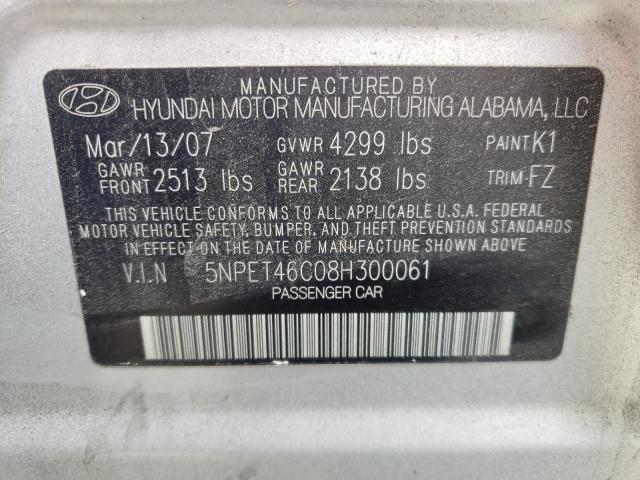 MANUFACTURED BY
HYUNDAI MOTOR MANUFACTURING ALABAMA, LLC
Mar/13/07 GVWR 4299 lbs PAINT K1
GAWR FRONT 2513 lbs GAWR REAR 2138 lbs TRIM FZ
THIS VEHICLE CONFORMS TO ALL APPLICABLE U.S.A. FEDERAL
MOTOR VEHICLE SAFETY, BUMPER, AND THEFT PREVENTION STANDARDS
IN EFFECT ON THE DATE OF MANUFACTURE SHOWN ABOVE.
V.I.N 5NPET46C08H300061
PASSENGER CAR